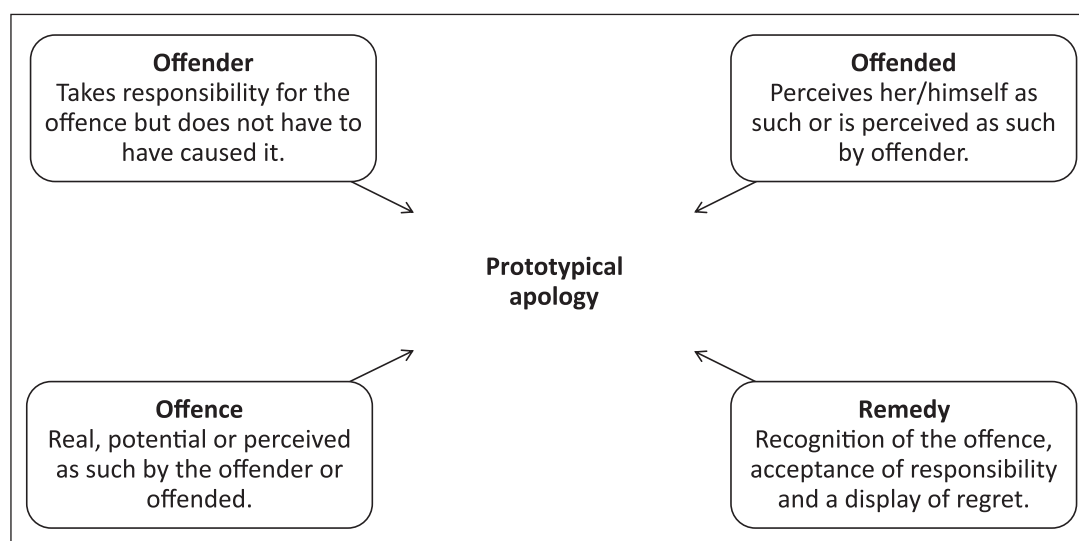 Offender
Takes responsibility for the
offence but does not have to
have caused it.
Offended
Perceives her/himself as
such or is perceived as such
by offender.
Prototypical
apology
Offence
Real, potential or perceived
as such by the offender or
offended.
Remedy
Recognition of the offence,
acceptance of responsibility
and a display of regret.